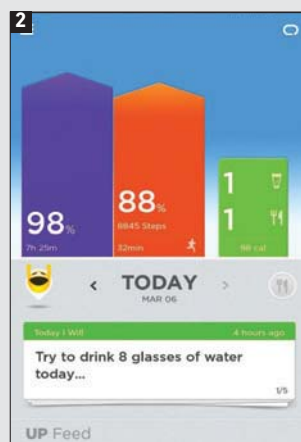 2
98%
7h 25m
88%
8845 Steps
32min
1
1
98 cal
< TODAY >
MAR 06
Today I Will
4 hours ago
Try to drink 8 glasses of water
today...
1/5
UP Feed